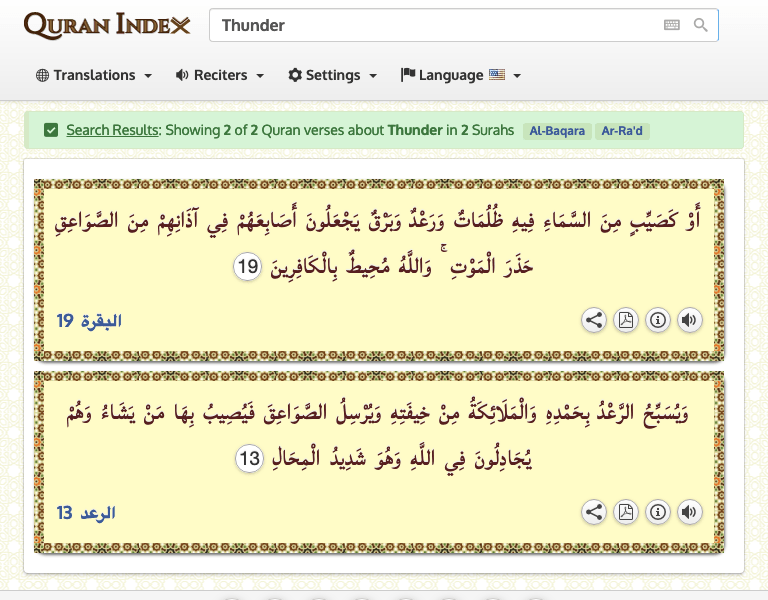 QURAN INDEX
Thunder
Translations Reciters Settings Language
Search Results: Showing 2 of 2 Quran verses about Thunder in 2 Surahs Al-Baqara Ar-Ra'd
أَوْ كَصَيِّبٍ مِنَ السَّمَاءِ فِيهِ ظُلُمَاتٌ وَرَعْدٌ وَبَرْقٌ يَجْعَلُونَ أَصَابِعَهُمْ فِي آذَانِهِمْ مِنَ الصَّوَاعِقِ
حَذَرَ الْمَوْتِ ۚ وَاللَّهُ مُحِيطٌ بِالْكَافِرِينَ 19
البقرة 19
وَيُسَبِّحُ الرَّعْدُ بِحَمْدِهِ وَالْمَلَائِكَةُ مِنْ خِيفَتِهِ وَيُرْسِلُ الصَّوَاعِقَ فَيُصِيبُ بِهَا مَنْ يَشَاءُ وَهُمْ
يُجَادِلُونَ فِي اللَّهِ وَهُوَ شَدِيدُ الْمِحَالِ 13
الرعد 13